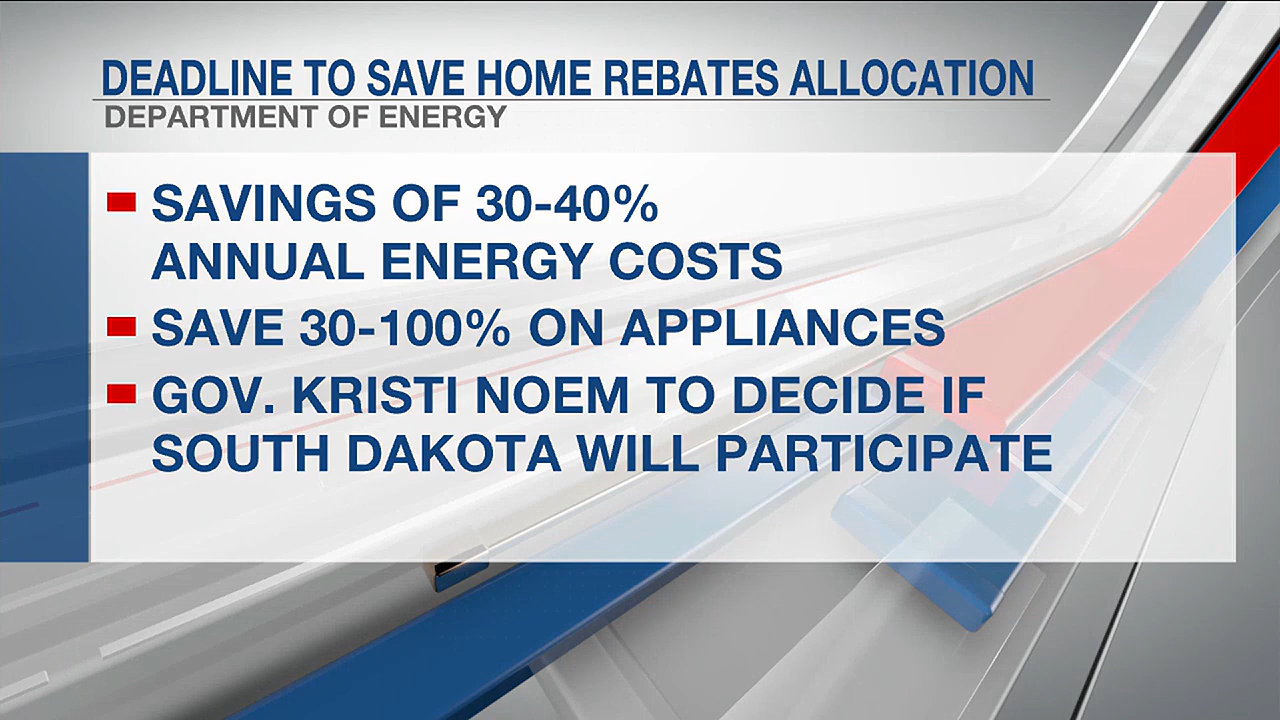 DEADLINE TO SAVE HOME REBATES ALLOCATION
DEPARTMENT OF ENERGY
SAVINGS OF 30-40%
ANNUAL ENERGY COSTS
SAVE 30-100% ON APPLIANCES
GOV. KRISTI NOEM TO DECIDE IF
SOUTH DAKOTA WILL PARTICIPATE